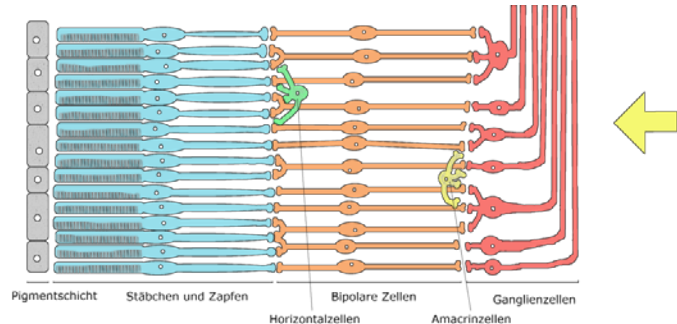 Pigmentschicht Stäbchen und Zapfen Bipolare Zellen Ganglienzellen
Horizontalzellen Amacrinzellen